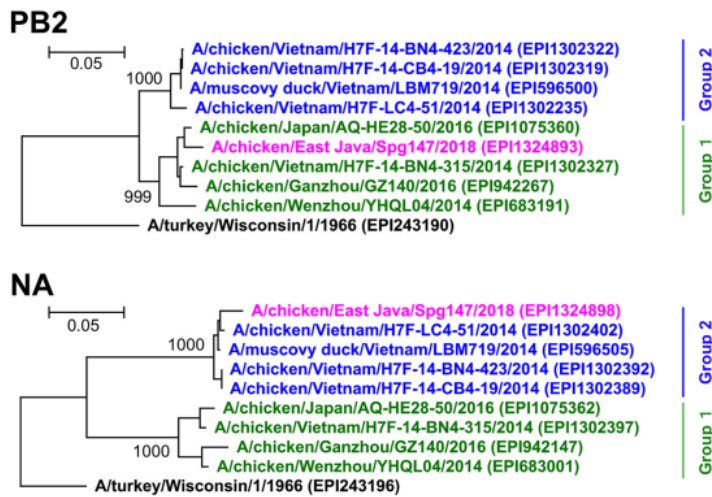 PB2
0.05
1000
A/chicken/Vietnam/H7F-14-BN4-423/2014 (EPI1302322)
A/chicken/Vietnam/H7F-14-CB4-19/2014 (EPI1302319)
A/muscovy duck/Vietnam/LBM719/2014 (EPI596500)
A/chicken/Vietnam/H7F-LC4-51/2014 (EPI1302235)
Group 2
A/chicken/Japan/AQ-HE28-50/2016 (EPI1075360)
A/chicken/East Java/Spg147/2018 (EPI1324893)
A/chicken/Vietnam/H7F-14-BN4-315/2014 (EPI1302327)
A/chicken/Ganzhou/GZ140/2016 (EPI942267)
A/chicken/Wenzhou/YHQL04/2014 (EPI683191)
999
Group 1
A/turkey/Wisconsin/1/1966 (EPI243190)
NA
0.05
1000
A/chicken/East Java/Spg147/2018 (EPI1324898)
A/chicken/Vietnam/H7F-LC4-51/2014 (EPI1302402)
A/muscovy duck/Vietnam/LBM719/2014 (EPI596505)
A/chicken/Vietnam/H7F-14-BN4-423/2014 (EPI1302392)
A/chicken/Vietnam/H7F-14-CB4-19/2014 (EPI1302389)
Group 2
A/chicken/Japan/AQ-HE28-50/2016 (EPI1075362)
A/chicken/Vietnam/H7F-14-BN4-315/2014 (EPI1302397)
A/chicken/Ganzhou/GZ140/2016 (EPI942147)
A/chicken/Wenzhou/YHQL04/2014 (EPI683001)
1000
Group 1
A/turkey/Wisconsin/1/1966 (EPI243196)